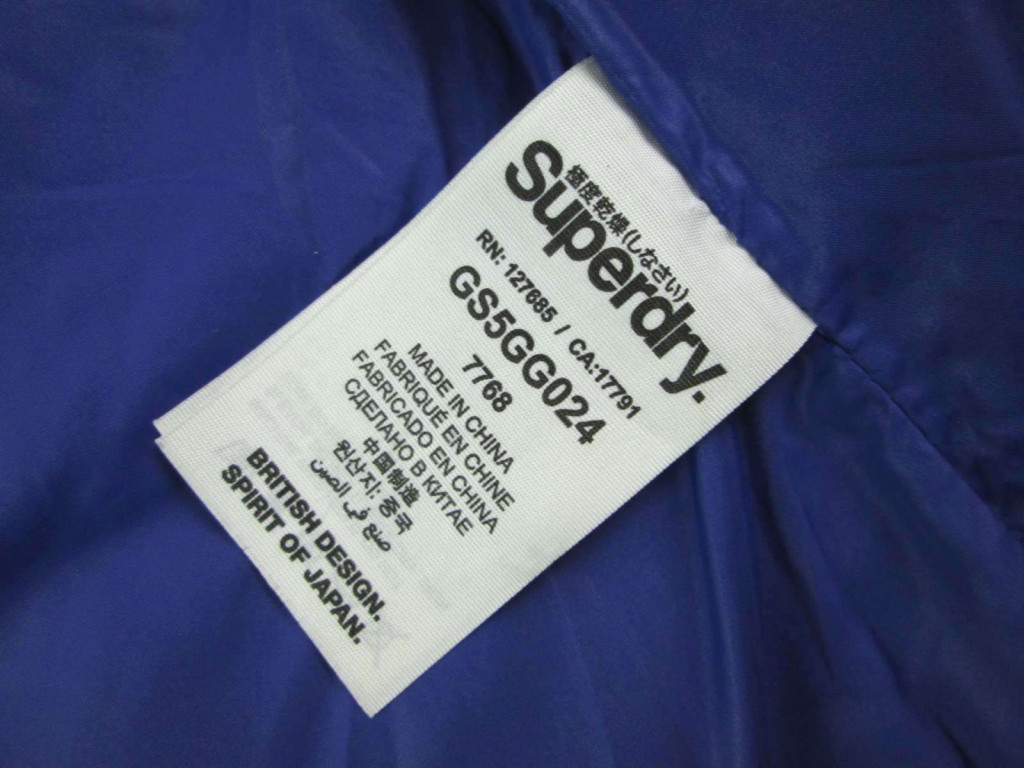 極度乾燥(しなさい)
Superdry.
RN: 127685 / CA:17791
GS5GG024
7768
MADE IN CHINA
FABRIQUÉ EN CHINE
FABRICADO EN CHINA
СДЕЛАНО В КИТАЕ
中国制造
원산지: 중국
صنع في الصين
BRITISH DESIGN.
SPIRIT OF JAPAN.